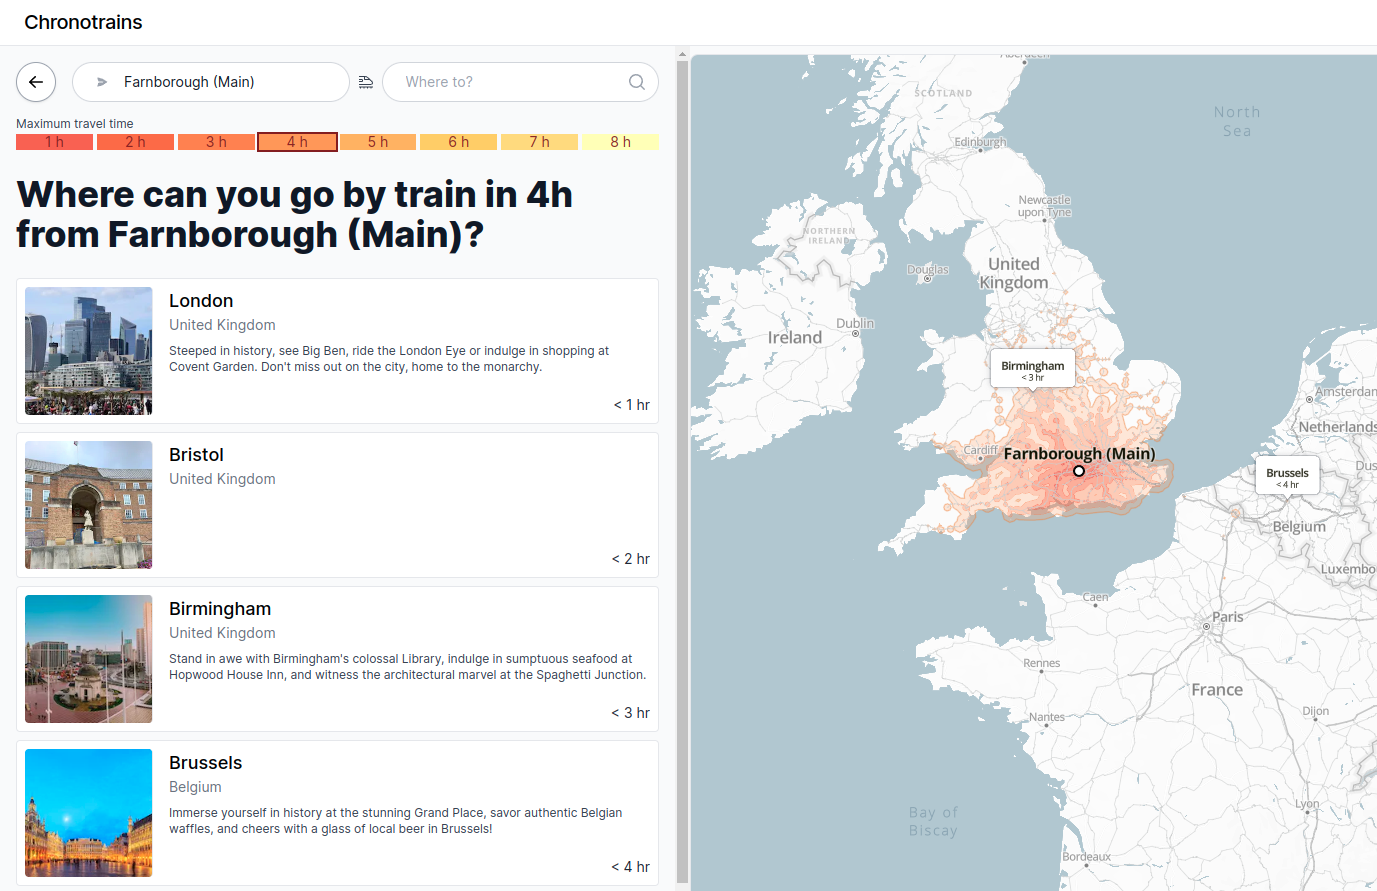 Chronotrains
Farnborough (Main)
Where to?
Maximum travel time
1 h
2 h
3 h
4 h
5 h
6 h
7 h
8 h
Where can you go by train in 4h
from Farnborough (Main)?
London
United Kingdom
Steeped in history, see Big Ben, ride the London Eye or indulge in shopping at
Covent Garden. Don't miss out on the city, home to the monarchy.
< 1 hr
Bristol
United Kingdom
< 2 hr
Birmingham
United Kingdom
Stand in awe with Birmingham's colossal Library, indulge in sumptuous seafood at
Hopwood House Inn, and witness the architectural marvel at the Spaghetti Junction.
< 3 hr
Brussels
Belgium
Immerse yourself in history at the stunning Grand Place, savor authentic Belgian
waffles, and cheers with a glass of local beer in Brussels!
< 4 hr
Aberdeen
SCOTLAND
North
Sea
Edinburgh
Newcastle
upon Tyne
NORTHERN
IRELAND
Douglas
United
Kingdom
Dublin
Ireland
Birmingham
< 3 hr
Amsterdam
Netherlands
Cardiff
Farnborough (Main)
Brussels
< 4 hr
Dus
Belgium
Luxembo
Caen
Paris
Rennes
France
Nantes
Dijon
Lyon
Bay of
Biscay
Bordeaux